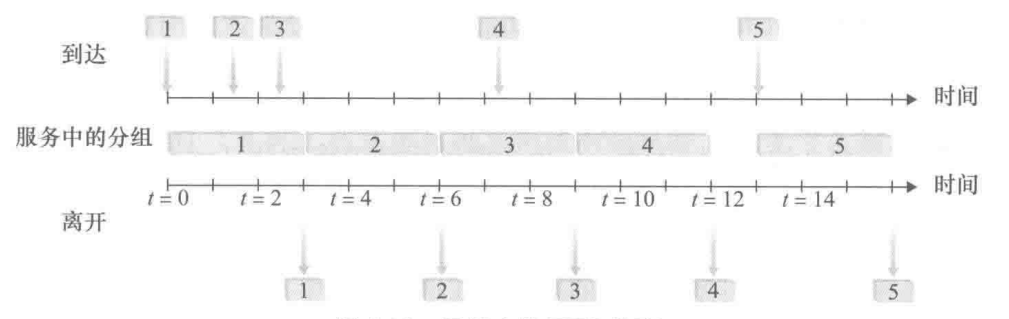 1 2 3 4 5
到达
时间
服务中的分组 1 2 3 4 5
时间
t = 0 t = 2 t = 4 t = 6 t = 8 t = 10 t = 12 t = 14
离开
1 2 3 4 5